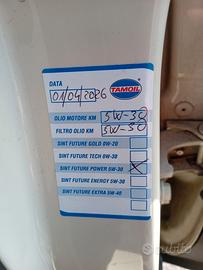 DATA
TAMOIL
01/04/2026
OLIO MOTORE KM 5W-30
FILTRO OLIO KM 5W-30
SINT FUTURE GOLD 0W-20
SINT FUTURE TECH 0W-30
SINT FUTURE POWER 5W-30 X
SINT FUTURE ENERGY 5W-30
SINT FUTURE EXTRA 5W-40
subito